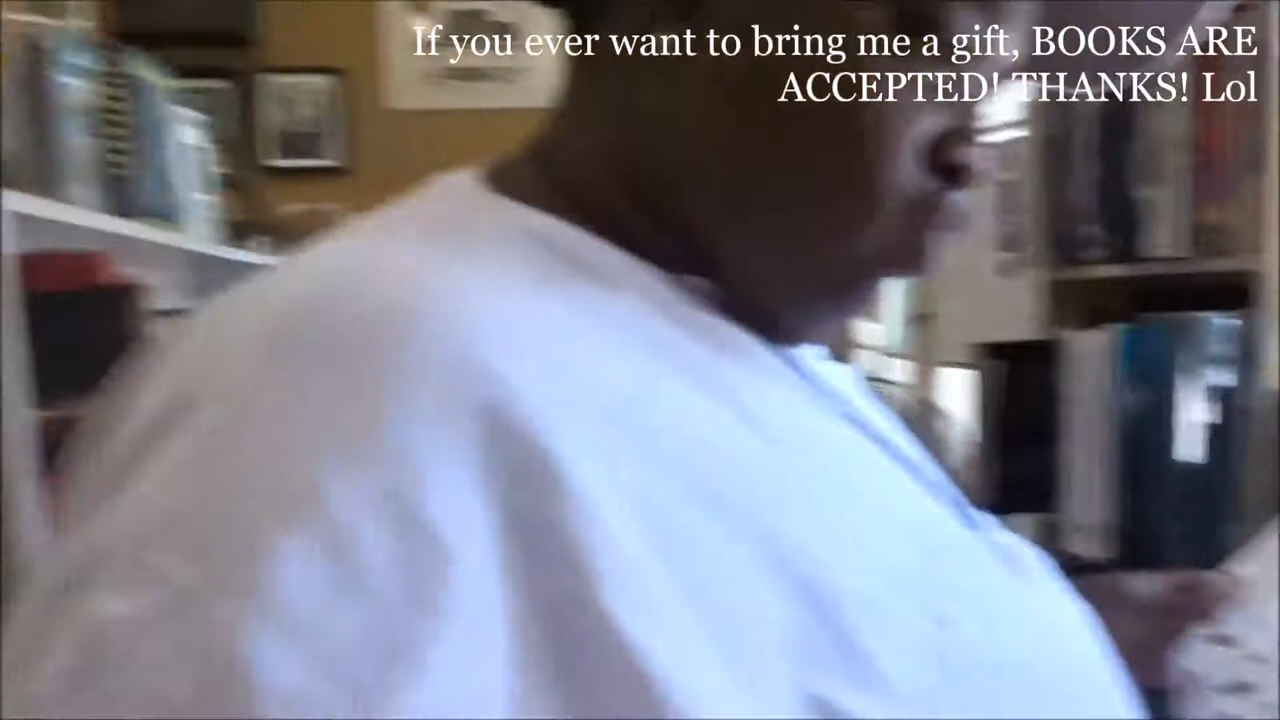 If you ever want to bring me a gift, BOOKS ARE
ACCEPTED! THANKS! Lol